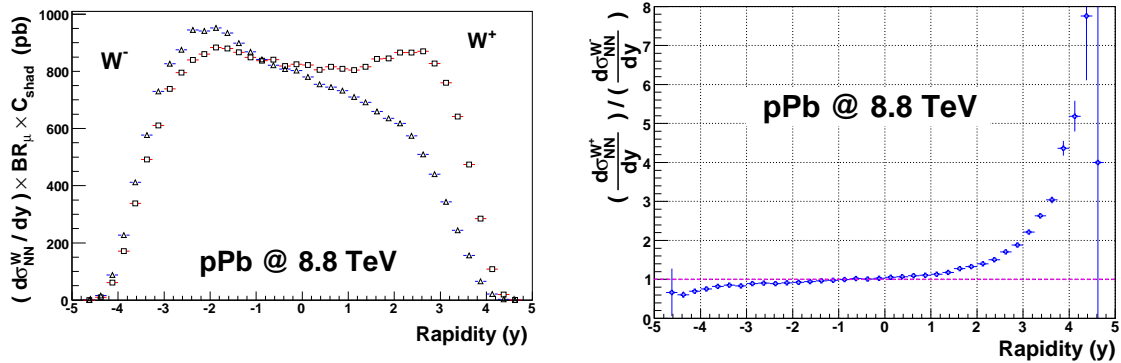 ( dσ^W_NN / dy ) × BR_μ × C_shad (pb)
1000
800
600
400
200
0
W⁻
W⁺
pPb @ 8.8 TeV
-5 -4 -3 -2 -1 0 1 2 3 4 5
Rapidity (y)
( dσ^W⁺_NN / dy ) / ( dσ^W⁻_NN / dy )
8
7
6
5
4
3
2
1
0
pPb @ 8.8 TeV
-5 -4 -3 -2 -1 0 1 2 3 4 5
Rapidity (y)